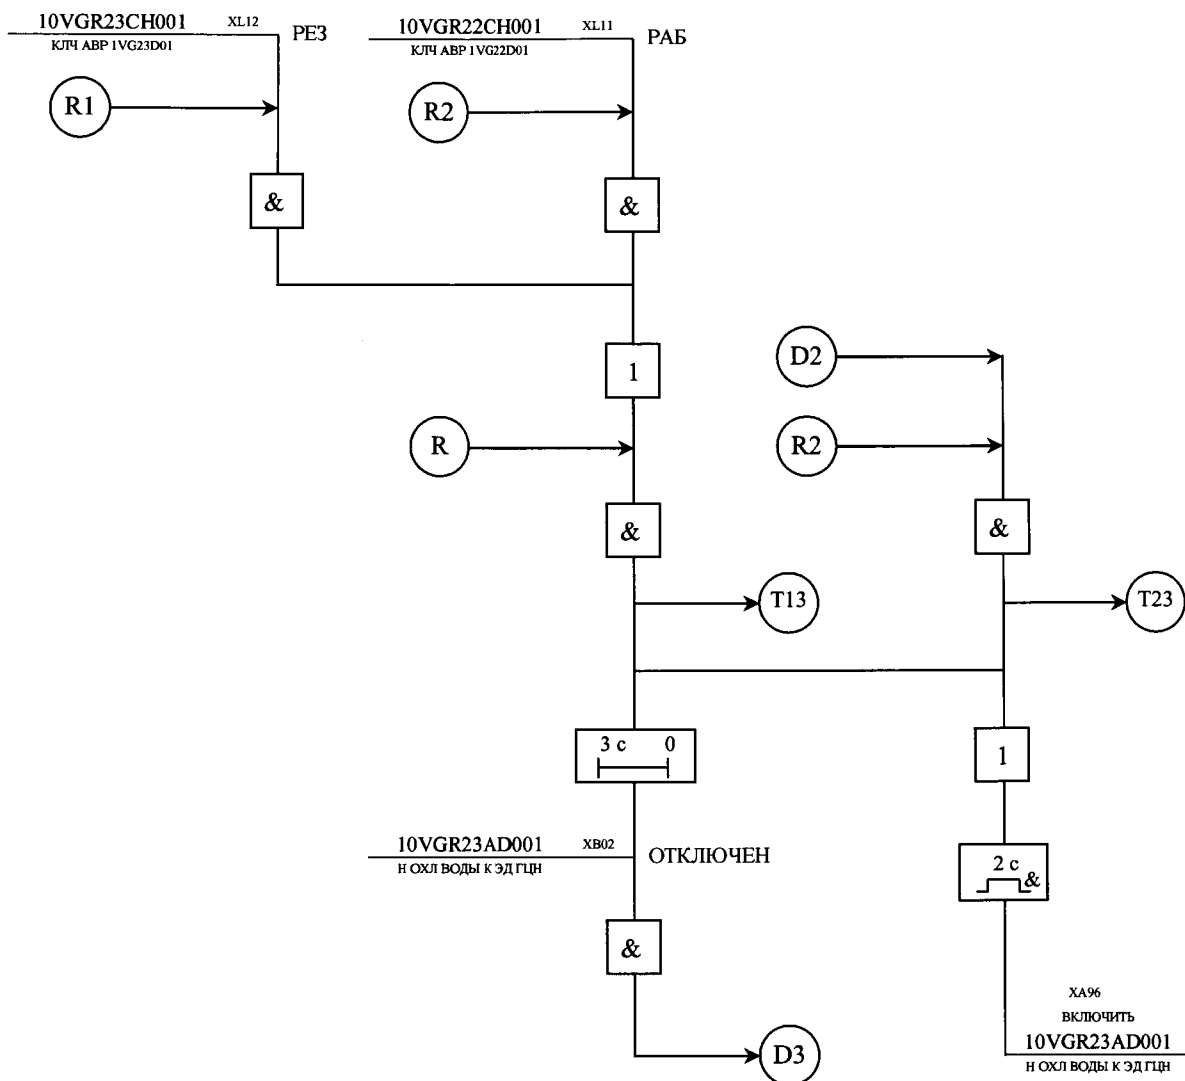 10VGR23CH001 XL12 РЕЗ
КЛЧ АВР 1VG23D01
10VGR22CH001 XL11 РАБ
КЛЧ АВР 1VG22D01
R1
R2
&
&
1
D2
R
R2
&
&
T13
T23
3 с 0
1
10VGR23AD001 XB02 ОТКЛЮЧЕН
Н ОХЛ ВОДЫ К ЭД ГЦН
2 с
&
&
XA96
ВКЛЮЧИТЬ
10VGR23AD001
Н ОХЛ ВОДЫ К ЭД ГЦН
D3